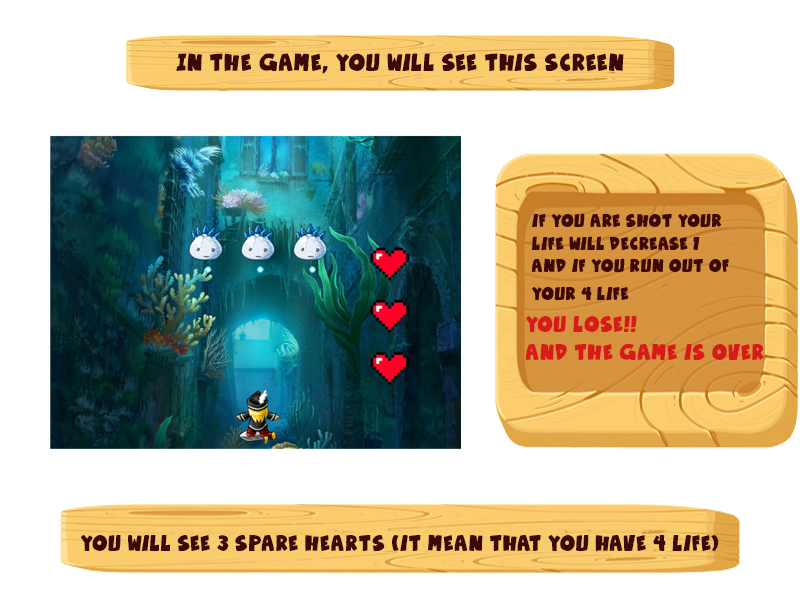 IN THE GAME, YOU WILL SEE THIS SCREEN
IF YOU ARE SHOT YOUR
LIFE WILL DECREASE 1
AND IF YOU RUN OUT OF
YOUR 4 LIFE
YOU LOSE!!
AND THE GAME IS OVER
YOU WILL SEE 3 SPARE HEARTS (IT MEAN THAT YOU HAVE 4 LIFE)